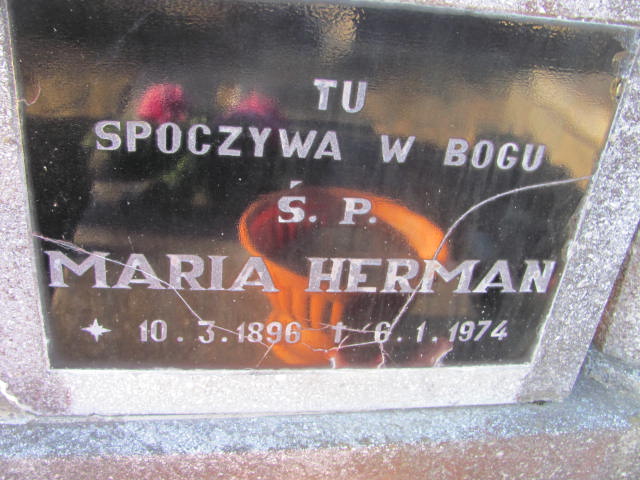 TU
SPOCZYWA W BOGU
Ś. P.
MARIA HERMAN
10. 3. 1896 † 6. 1. 1974